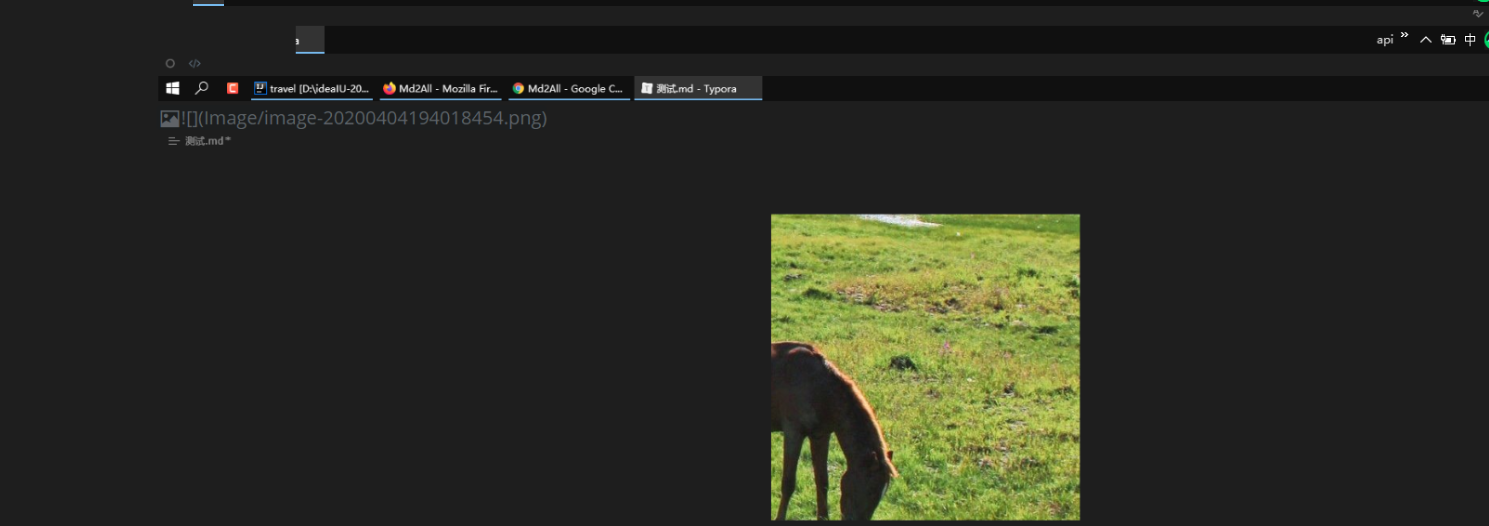 api
travel [D:\ideaIU-20... Md2All - Mozilla Fir... Md2All - Google C... 测试.md - Typora
![](Image/image-20200404194018454.png)
测试.md*